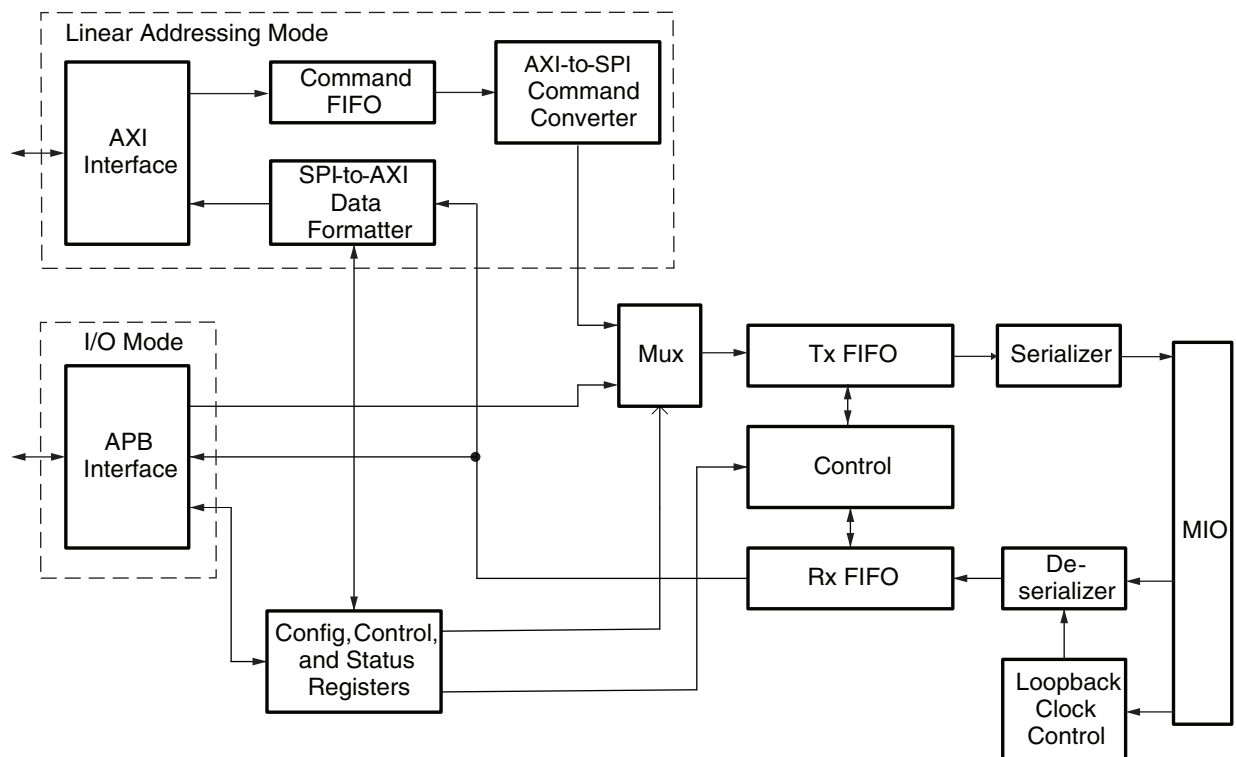 Linear Addressing Mode
AXI
Interface
Command
FIFO
AXI-to-SPI
Command
Converter
SPI-to-AXI
Data
Formatter
I/O Mode
APB
Interface
Mux
Tx FIFO
Serializer
Control
MIO
Rx FIFO
De-
serializer
Config,Control,
and Status
Registers
Loopback
Clock
Control